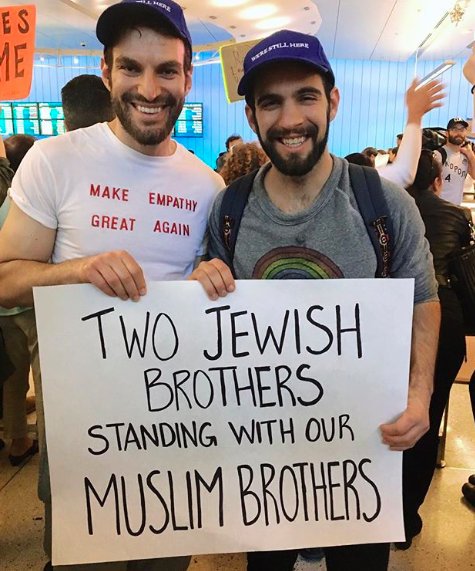 ES
ME
WE'RE STILL HERE
WE'RE STILL HERE
MAKE EMPATHY
GREAT AGAIN
TWO JEWISH
BROTHERS
STANDING WITH OUR
MUSLIM BROTHERS